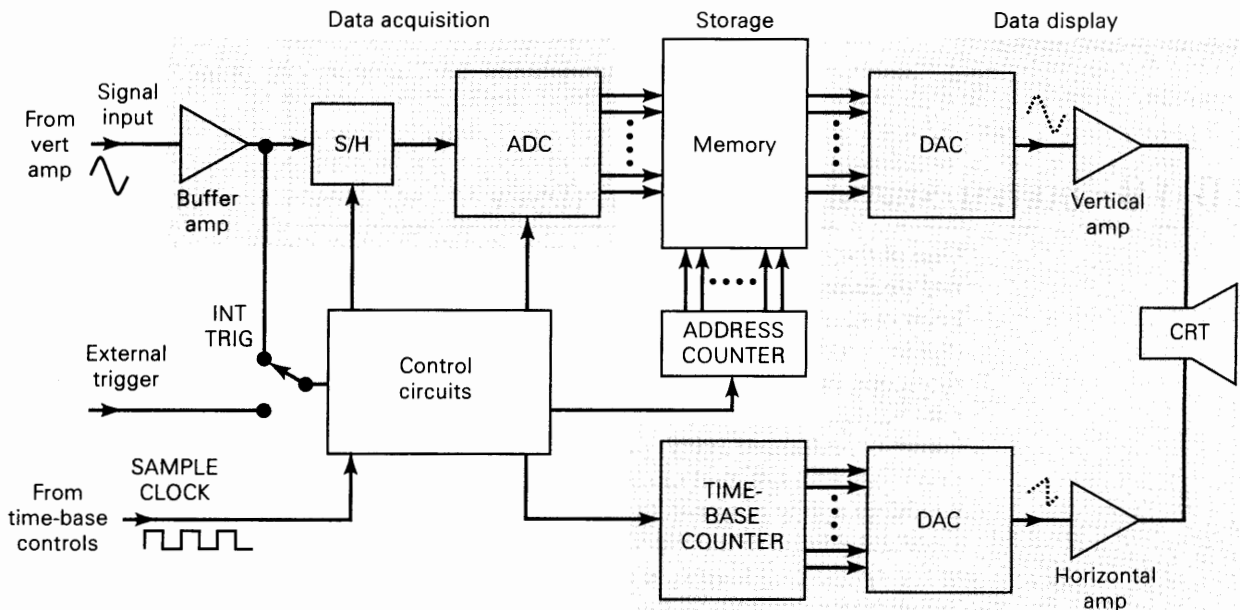 Data acquisition
Storage
Data display
Signal
input
From
vert
amp
Buffer
amp
S/H
ADC
Memory
DAC
Vertical
amp
INT
TRIG
External
trigger
Control
circuits
ADDRESS
COUNTER
CRT
SAMPLE
CLOCK
From
time-base
controls
TIME-
BASE
COUNTER
DAC
Horizontal
amp